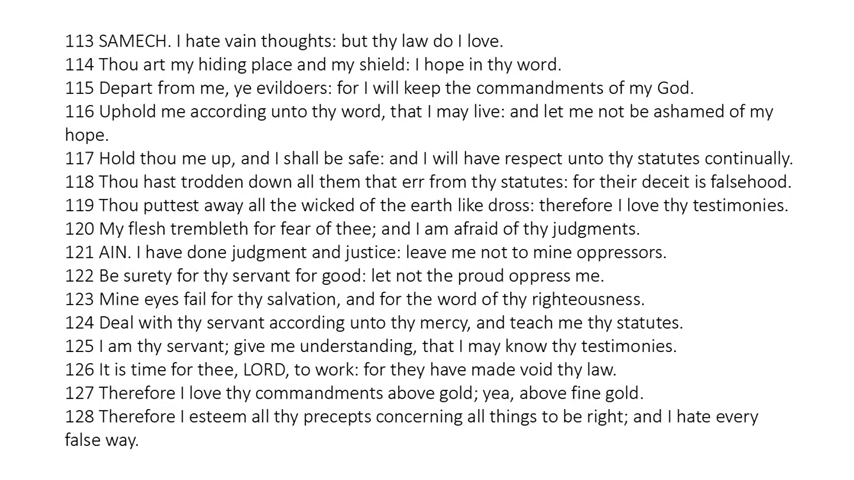 113 SAMECH. I hate vain thoughts: but thy law do I love.
114 Thou art my hiding place and my shield: I hope in thy word.
115 Depart from me, ye evildoers: for I will keep the commandments of my God.
116 Uphold me according unto thy word, that I may live: and let me not be ashamed of my
hope.
117 Hold thou me up, and I shall be safe: and I will have respect unto thy statutes continually.
118 Thou hast trodden down all them that err from thy statutes: for their deceit is falsehood.
119 Thou puttest away all the wicked of the earth like dross: therefore I love thy testimonies.
120 My flesh trembleth for fear of thee; and I am afraid of thy judgments.
121 AIN. I have done judgment and justice: leave me not to mine oppressors.
122 Be surety for thy servant for good: let not the proud oppress me.
123 Mine eyes fail for thy salvation, and for the word of thy righteousness.
124 Deal with thy servant according unto thy mercy, and teach me thy statutes.
125 I am thy servant; give me understanding, that I may know thy testimonies.
126 It is time for thee, LORD, to work: for they have made void thy law.
127 Therefore I love thy commandments above gold; yea, above fine gold.
128 Therefore I esteem all thy precepts concerning all things to be right; and I hate every
false way.